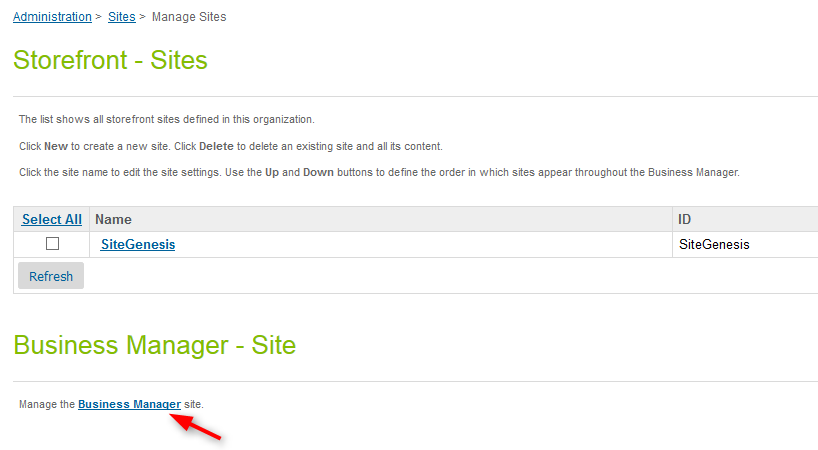 Administration > Sites > Manage Sites
Storefront - Sites
The list shows all storefront sites defined in this organization.
Click New to create a new site. Click Delete to delete an existing site and all its content.
Click the site name to edit the site settings. Use the Up and Down buttons to define the order in which sites appear throughout the Business Manager.
Select All Name ID
SiteGenesis SiteGenesis
Refresh
Business Manager - Site
Manage the Business Manager site.